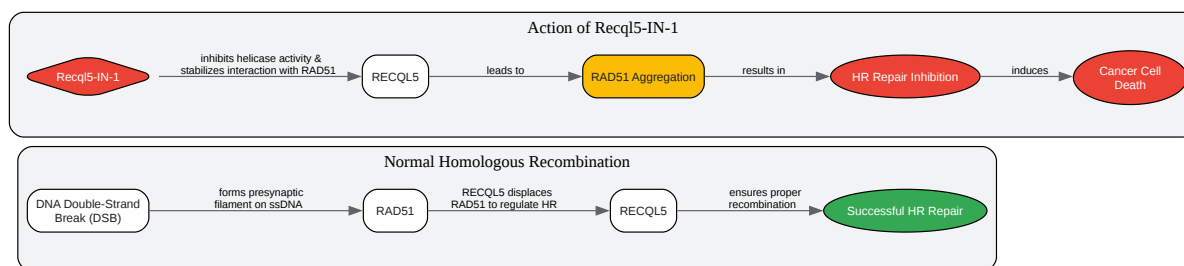 Action of Recql5-IN-1
Recql5-IN-1
inhibits helicase activity &
stabilizes interaction with RAD51
RECQL5
leads to
RAD51 Aggregation
results in
HR Repair Inhibition
induces
Cancer Cell
Death
Normal Homologous Recombination
DNA Double-Strand
Break (DSB)
forms presynaptic
filament on ssDNA
RAD51
RECQL5 displaces
RAD51 to regulate HR
RECQL5
ensures proper
recombination
Successful HR Repair